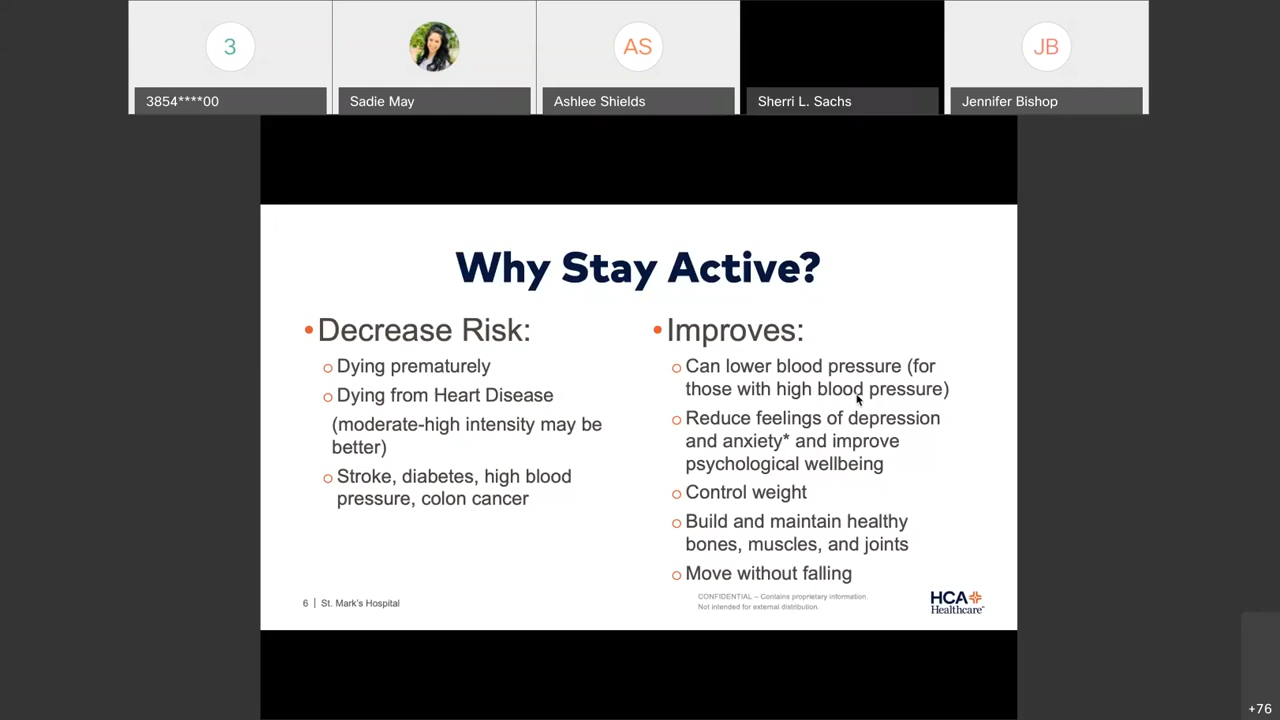 3
AS
JB
3854****00
Sadie May
Ashlee Shields
Sherri L. Sachs
Jennifer Bishop
Why Stay Active?
•Decrease Risk:
o Dying prematurely
o Dying from Heart Disease
(moderate-high intensity may be
better)
o Stroke, diabetes, high blood
pressure, colon cancer
•Improves:
o Can lower blood pressure (for
those with high blood pressure)
o Reduce feelings of depression
and anxiety* and improve
psychological wellbeing
o Control weight
o Build and maintain healthy
bones, muscles, and joints
o Move without falling
6 | St. Mark's Hospital
CONFIDENTIAL – Contains proprietary information.
Not intended for external distribution.
HCA
Healthcare
+76